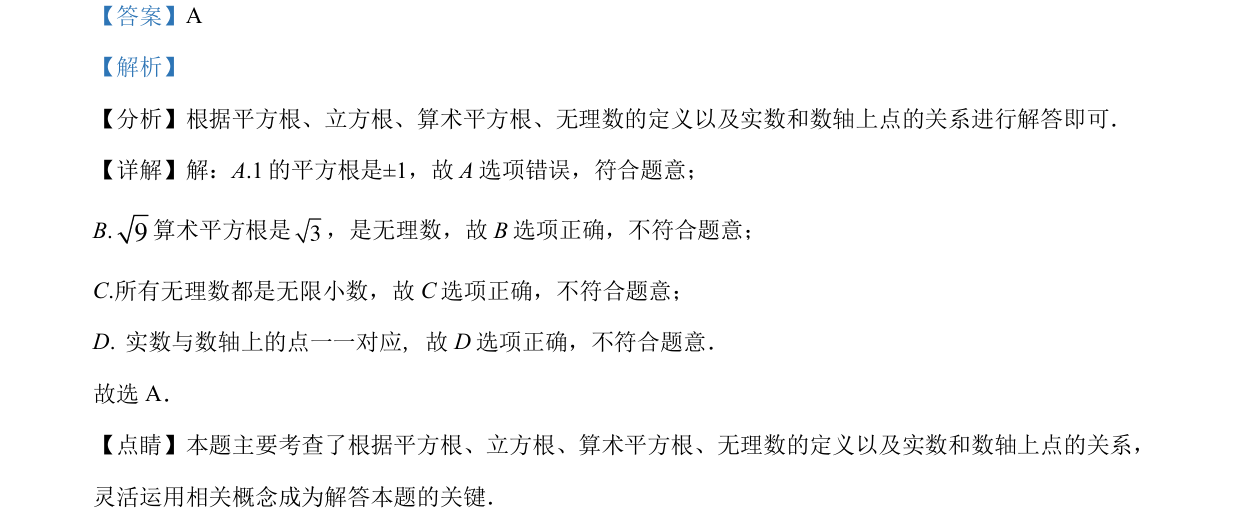 【答案】A
【解析】
【分析】根据平方根、立方根、算术平方根、无理数的定义以及实数和数轴上点的关系进行解答即可．
【详解】解：A.1的平方根是±1，故A选项错误，符合题意；
B.√9算术平方根是√3，是无理数，故B选项正确，不符合题意；
C.所有无理数都是无限小数，故C选项正确，不符合题意；
D. 实数与数轴上的点一一对应，故D选项正确，不符合题意．
故选A．
【点睛】本题主要考查了根据平方根、立方根、算术平方根、无理数的定义以及实数和数轴上点的关系，
灵活运用相关概念成为解答本题的关键．